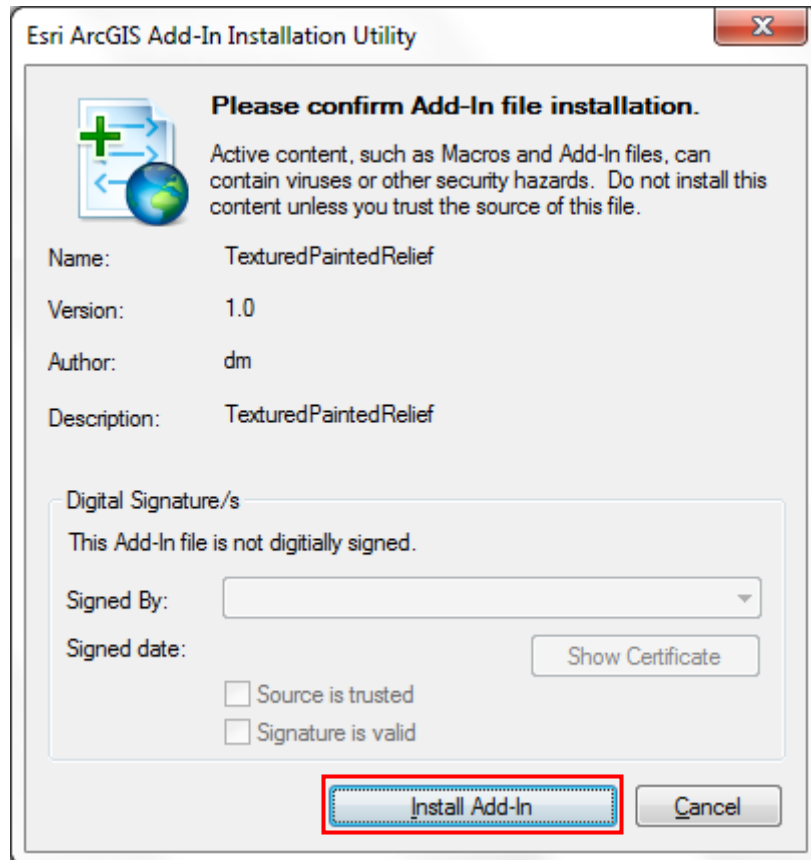 Esri ArcGIS Add-In Installation Utility
Please confirm Add-In file installation.
Active content, such as Macros and Add-In files, can
contain viruses or other security hazards. Do not install this
content unless you trust the source of this file.
Name: TexturedPaintedRelief
Version: 1.0
Author: dm
Description: TexturedPaintedRelief
Digital Signature/s
This Add-In file is not digitially signed.
Signed By:
Signed date: Show Certificate
Source is trusted
Signature is valid
Install Add-In Cancel